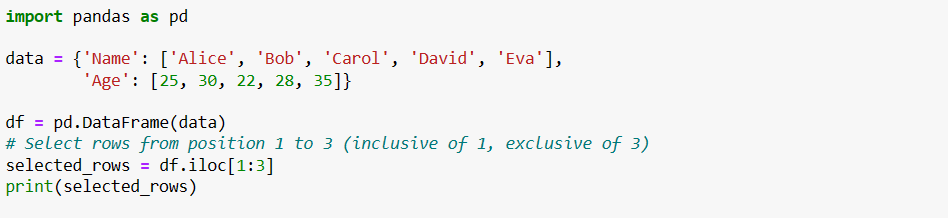 import pandas as pd
data = {'Name': ['Alice', 'Bob', 'Carol', 'David', 'Eva'],
        'Age': [25, 30, 22, 28, 35]}
df = pd.DataFrame(data)
# Select rows from position 1 to 3 (inclusive of 1, exclusive of 3)
selected_rows = df.iloc[1:3]
print(selected_rows)